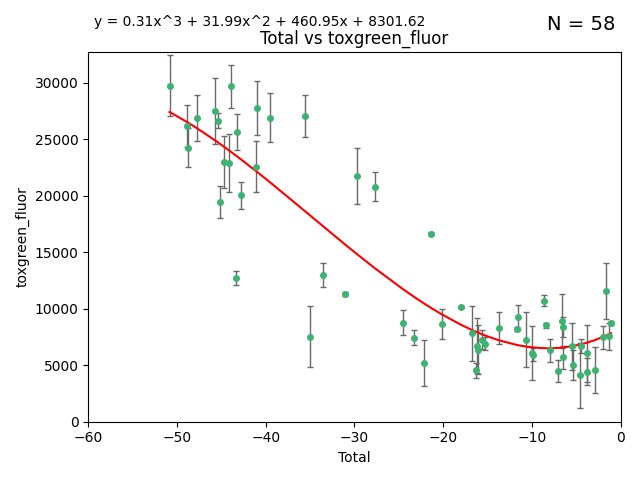 y = 0.31x^3 + 31.99x^2 + 460.95x + 8301.62
N = 58
Total vs toxgreen_fluor
30000
25000
20000
15000
10000
5000
0
toxgreen_fluor
−60 −50 −40 −30 −20 −10 0
Total